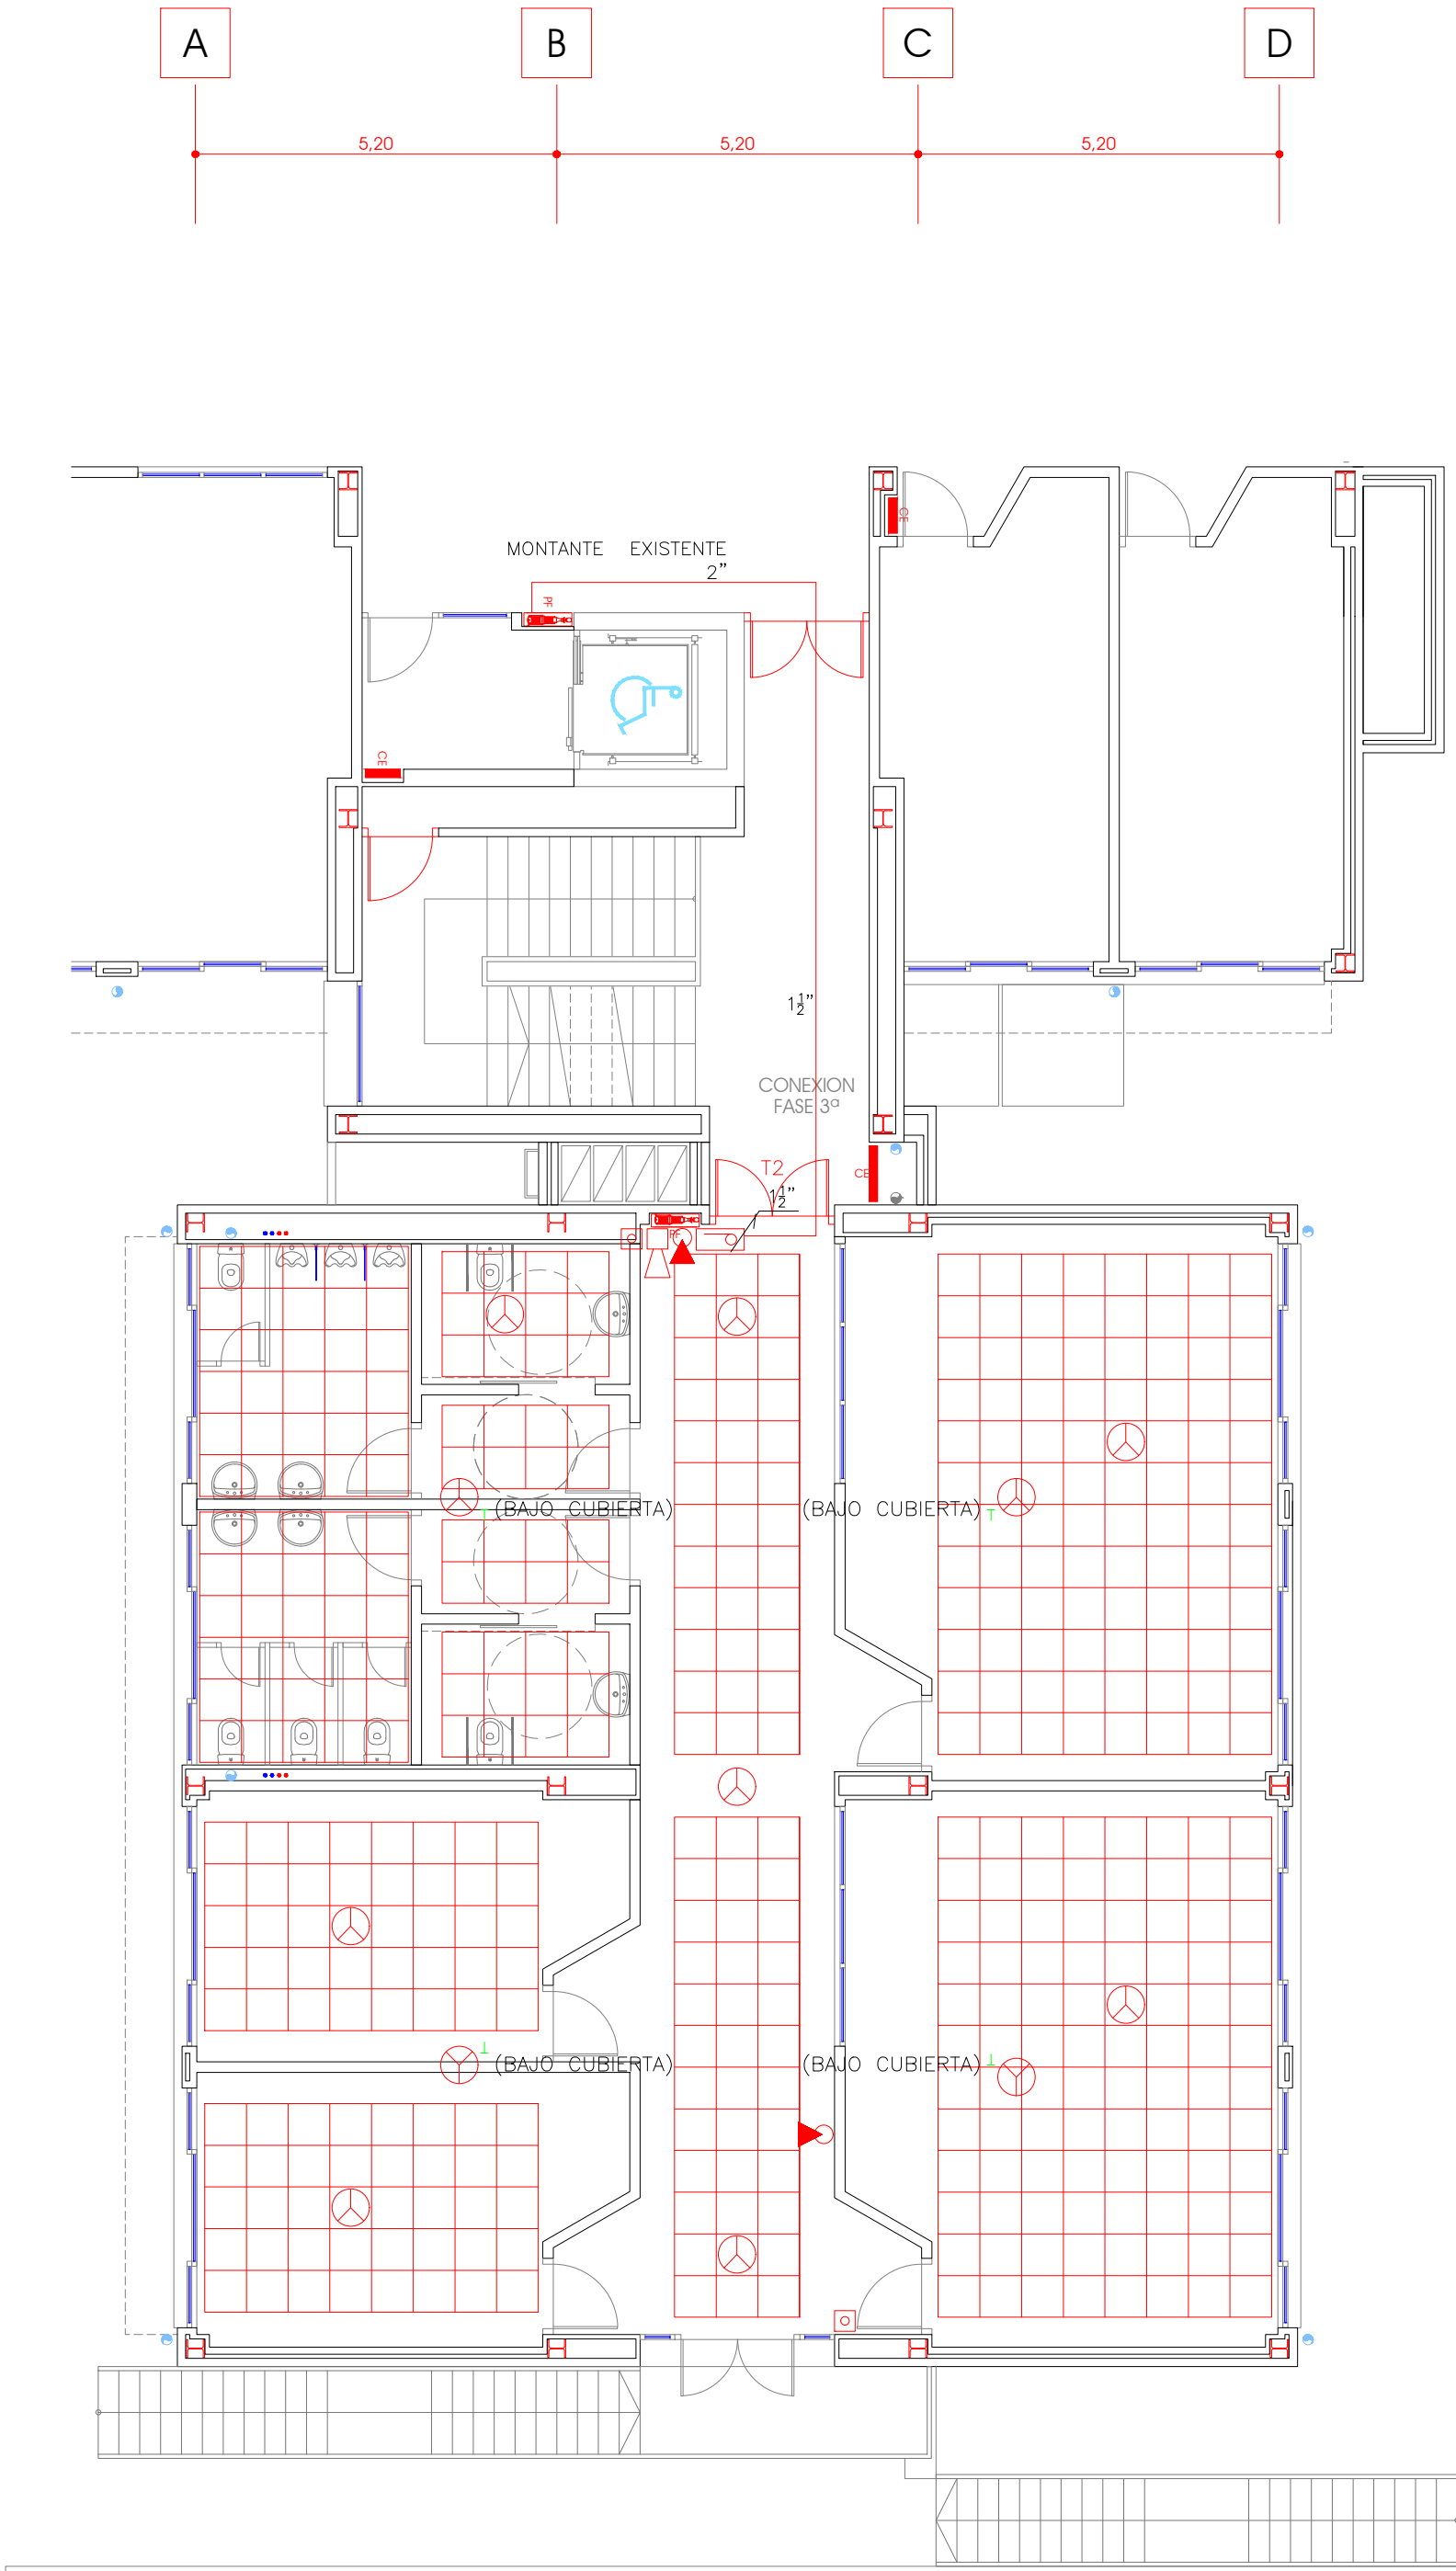 A B C D
5,20 5,20 5,20
CE
MONTANTE EXISTENTE
2”
PF
CE
1½”
CONEXION
FASE 3ª
T2
CE
1½”
PF
(BAJO CUBIERTA) (BAJO CUBIERTA)
(BAJO CUBIERTA) (BAJO CUBIERTA)